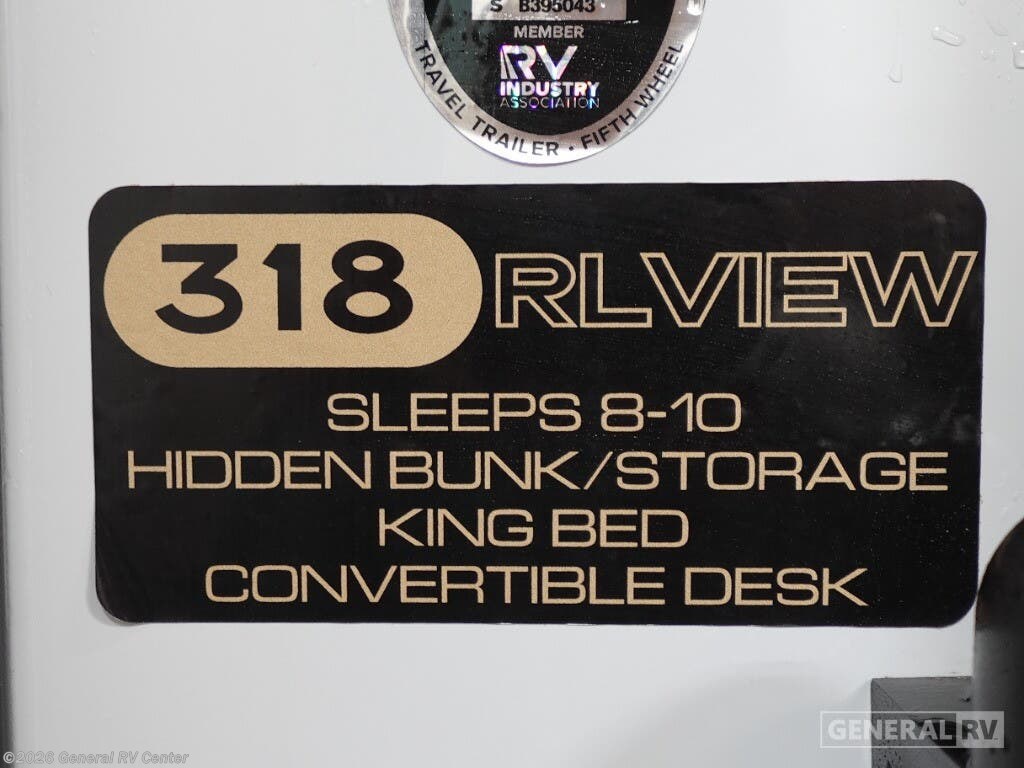 S B395043
MEMBER
RV
INDUSTRY
ASSOCIATION
TRAVEL TRAILER • FIFTH WHEEL
318 RLVIEW
SLEEPS 8-10
HIDDEN BUNK/STORAGE
KING BED
CONVERTIBLE DESK
GENERAL RV
©2026 General RV Center